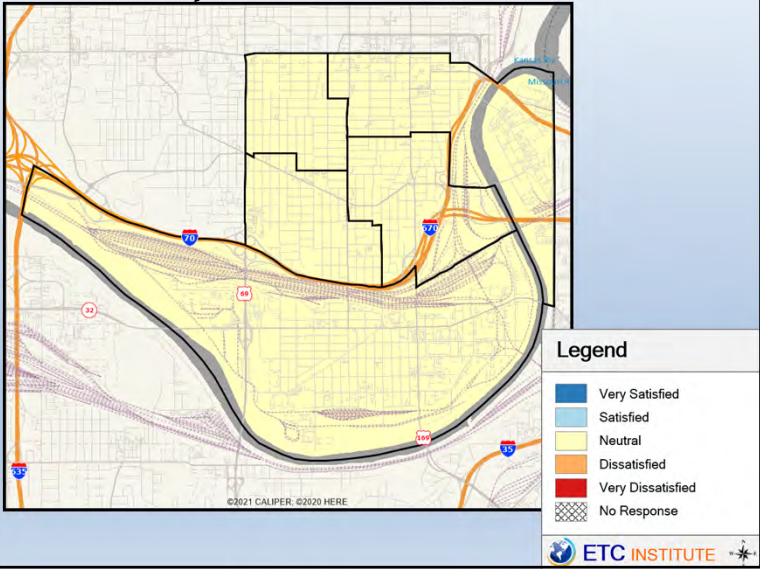 Kansas
Missouri
70
670
69
32
169
635
35
©2021 CALIPER; ©2020 HERE
Legend
Very Satisfied
Satisfied
Neutral
Dissatisfied
Very Dissatisfied
No Response
ETC INSTITUTE